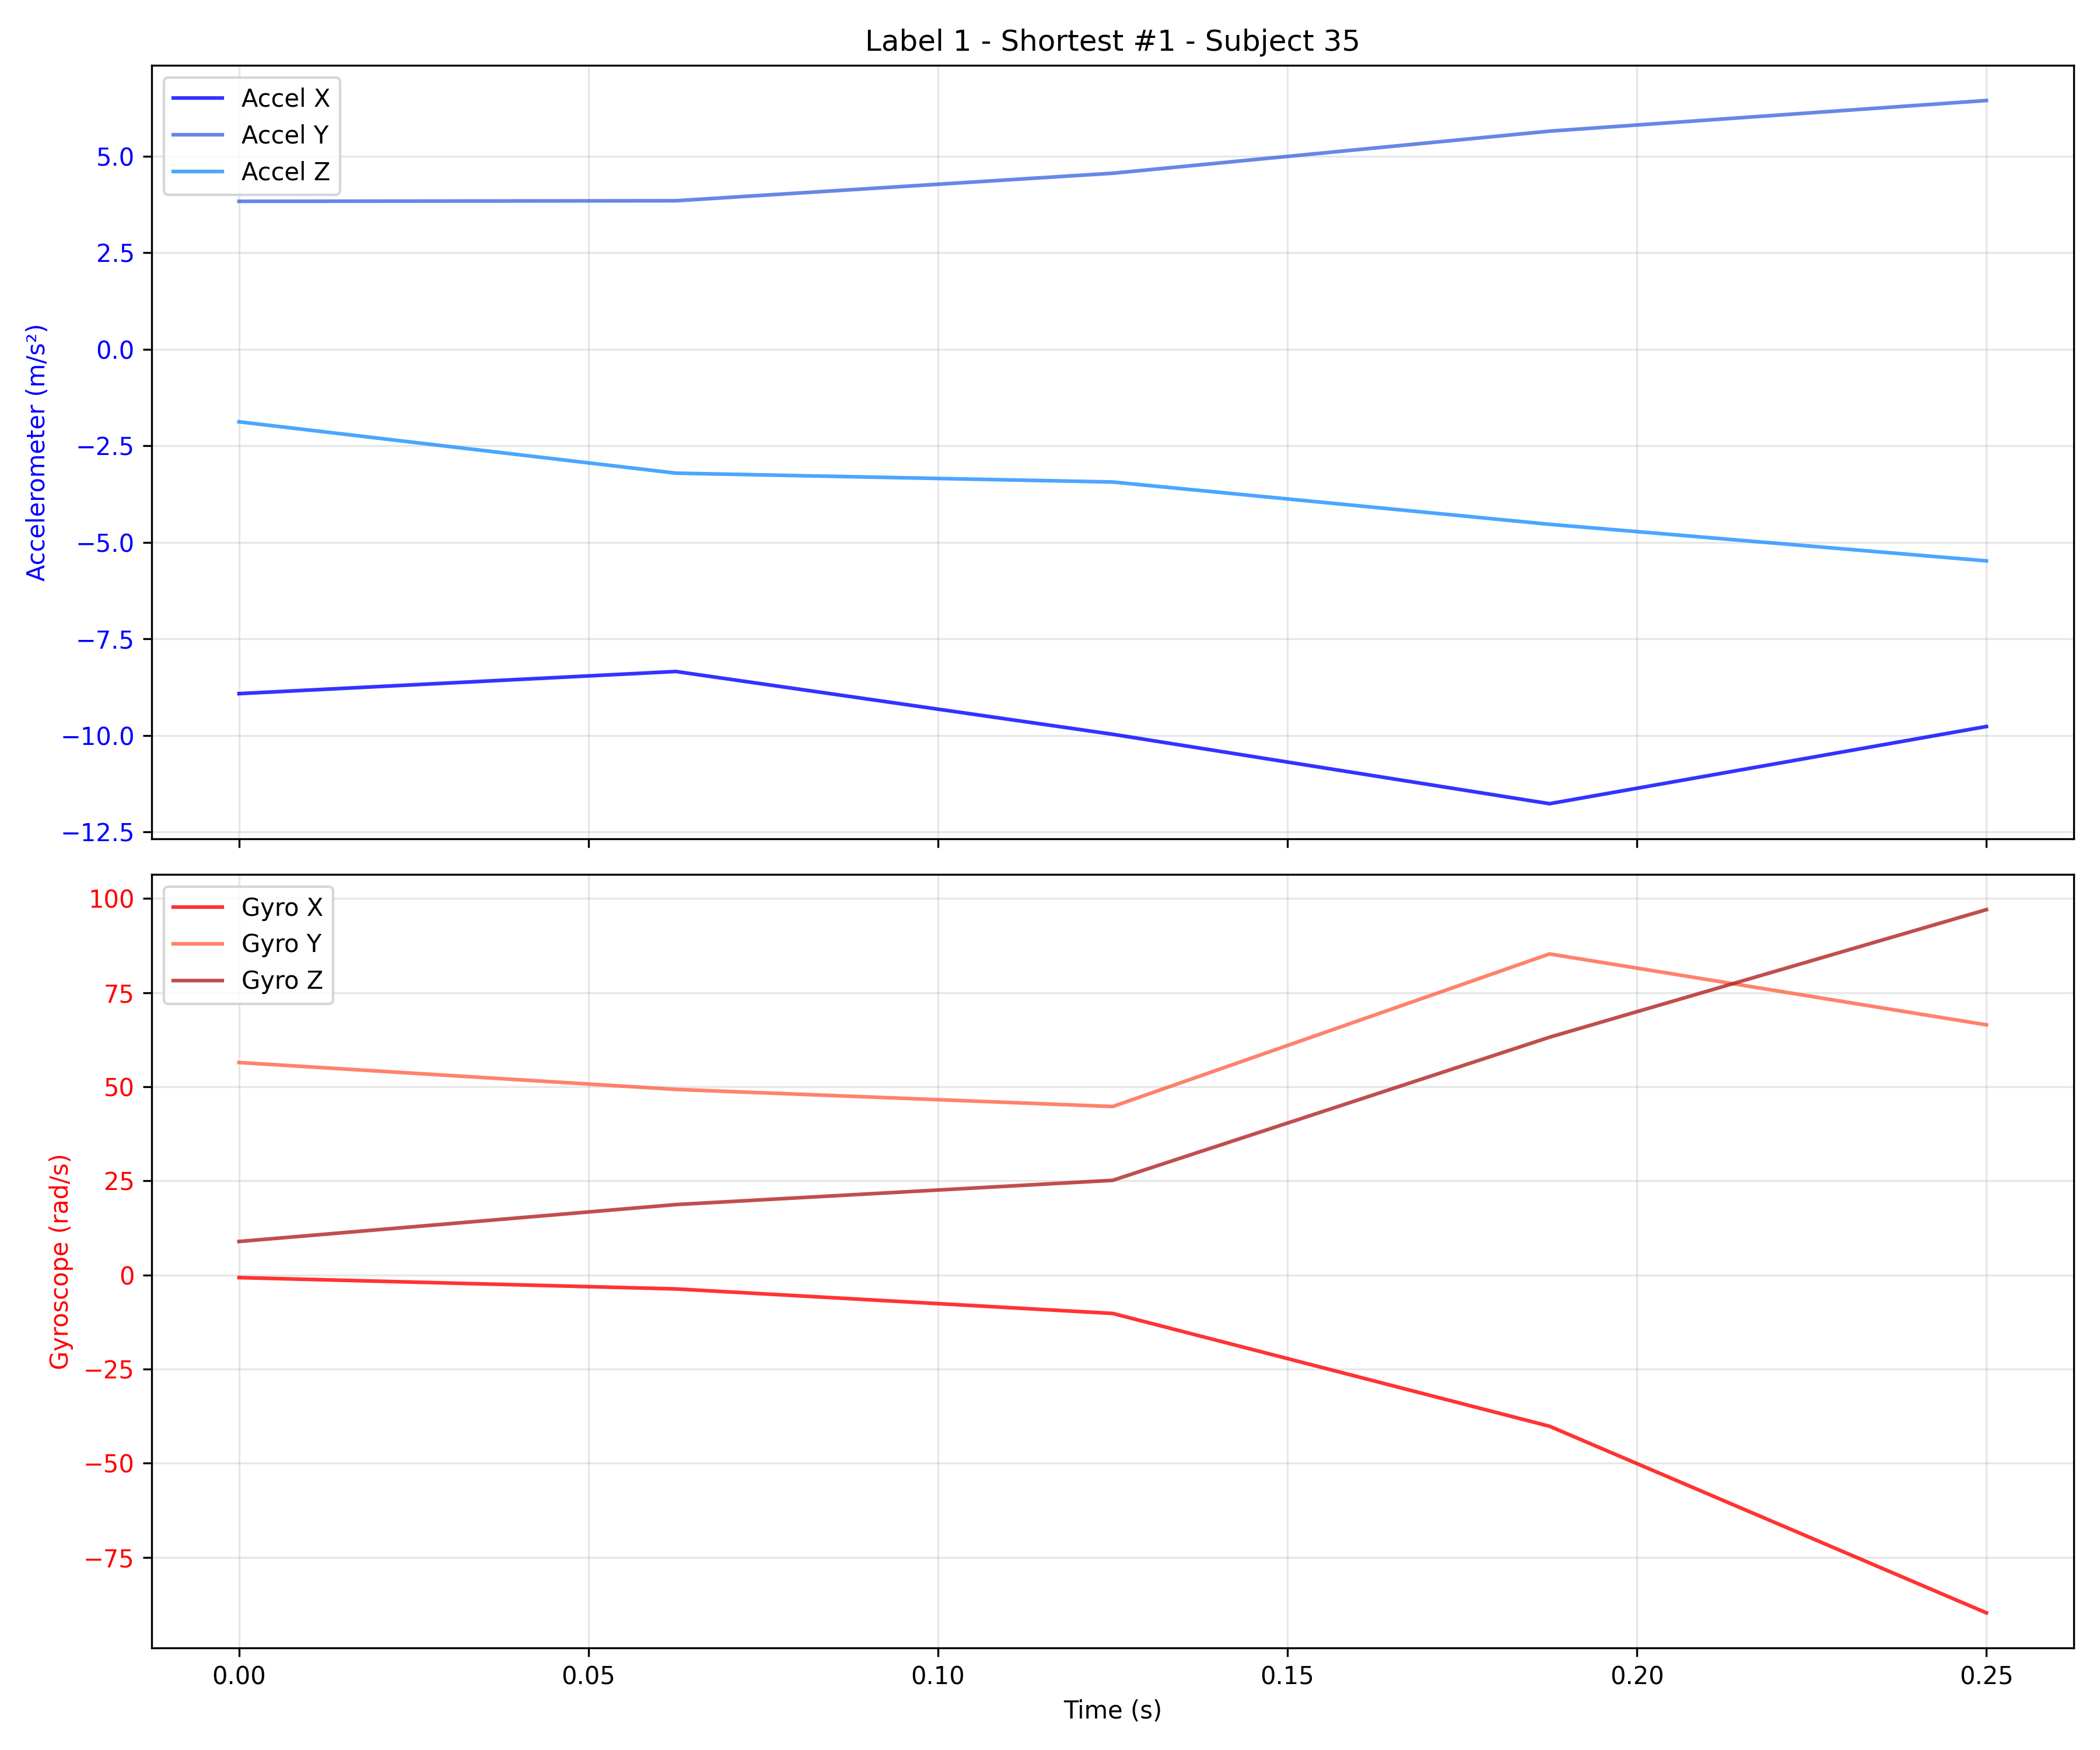 Label 1 - Shortest #1 - Subject 35
Accel X
Accel Y
Accel Z
5.0
2.5
0.0
−2.5
−5.0
−7.5
−10.0
−12.5
Accelerometer (m/s²)
Gyro X
Gyro Y
Gyro Z
100
75
50
25
0
−25
−50
−75
Gyroscope (rad/s)
0.00 0.05 0.10 0.15 0.20 0.25
Time (s)